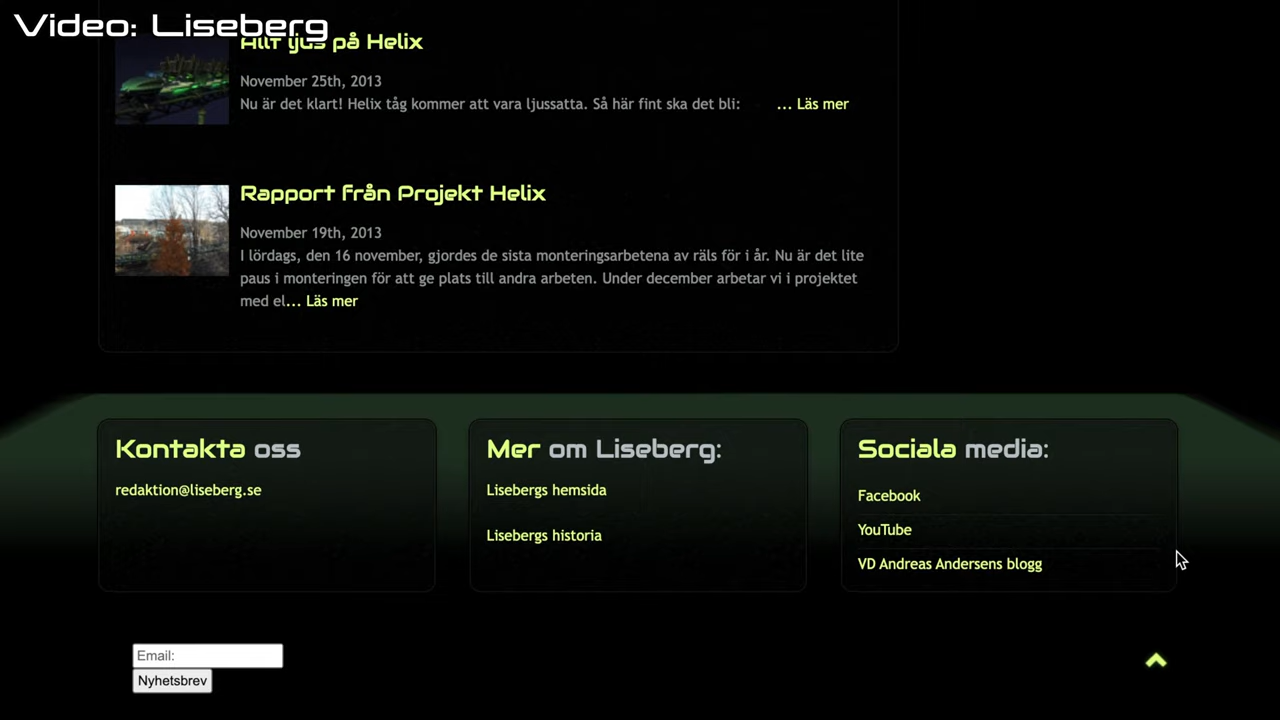 Video: Liseberg
Allt ljus på Helix
November 25th, 2013
Nu är det klart! Helix tåg kommer att vara ljussatta. Så här fint ska det bli: ... Läs mer
Rapport från Projekt Helix
November 19th, 2013
I lördags, den 16 november, gjordes de sista monteringsarbetena av räls för i år. Nu är det lite
paus i monteringen för att ge plats till andra arbeten. Under december arbetar vi i projektet
med el... Läs mer
Kontakta oss
redaktion@liseberg.se
Mer om Liseberg:
Lisebergs hemsida
Lisebergs historia
Sociala media:
Facebook
YouTube
VD Andreas Andersens blogg
Email:
Nyhetsbrev